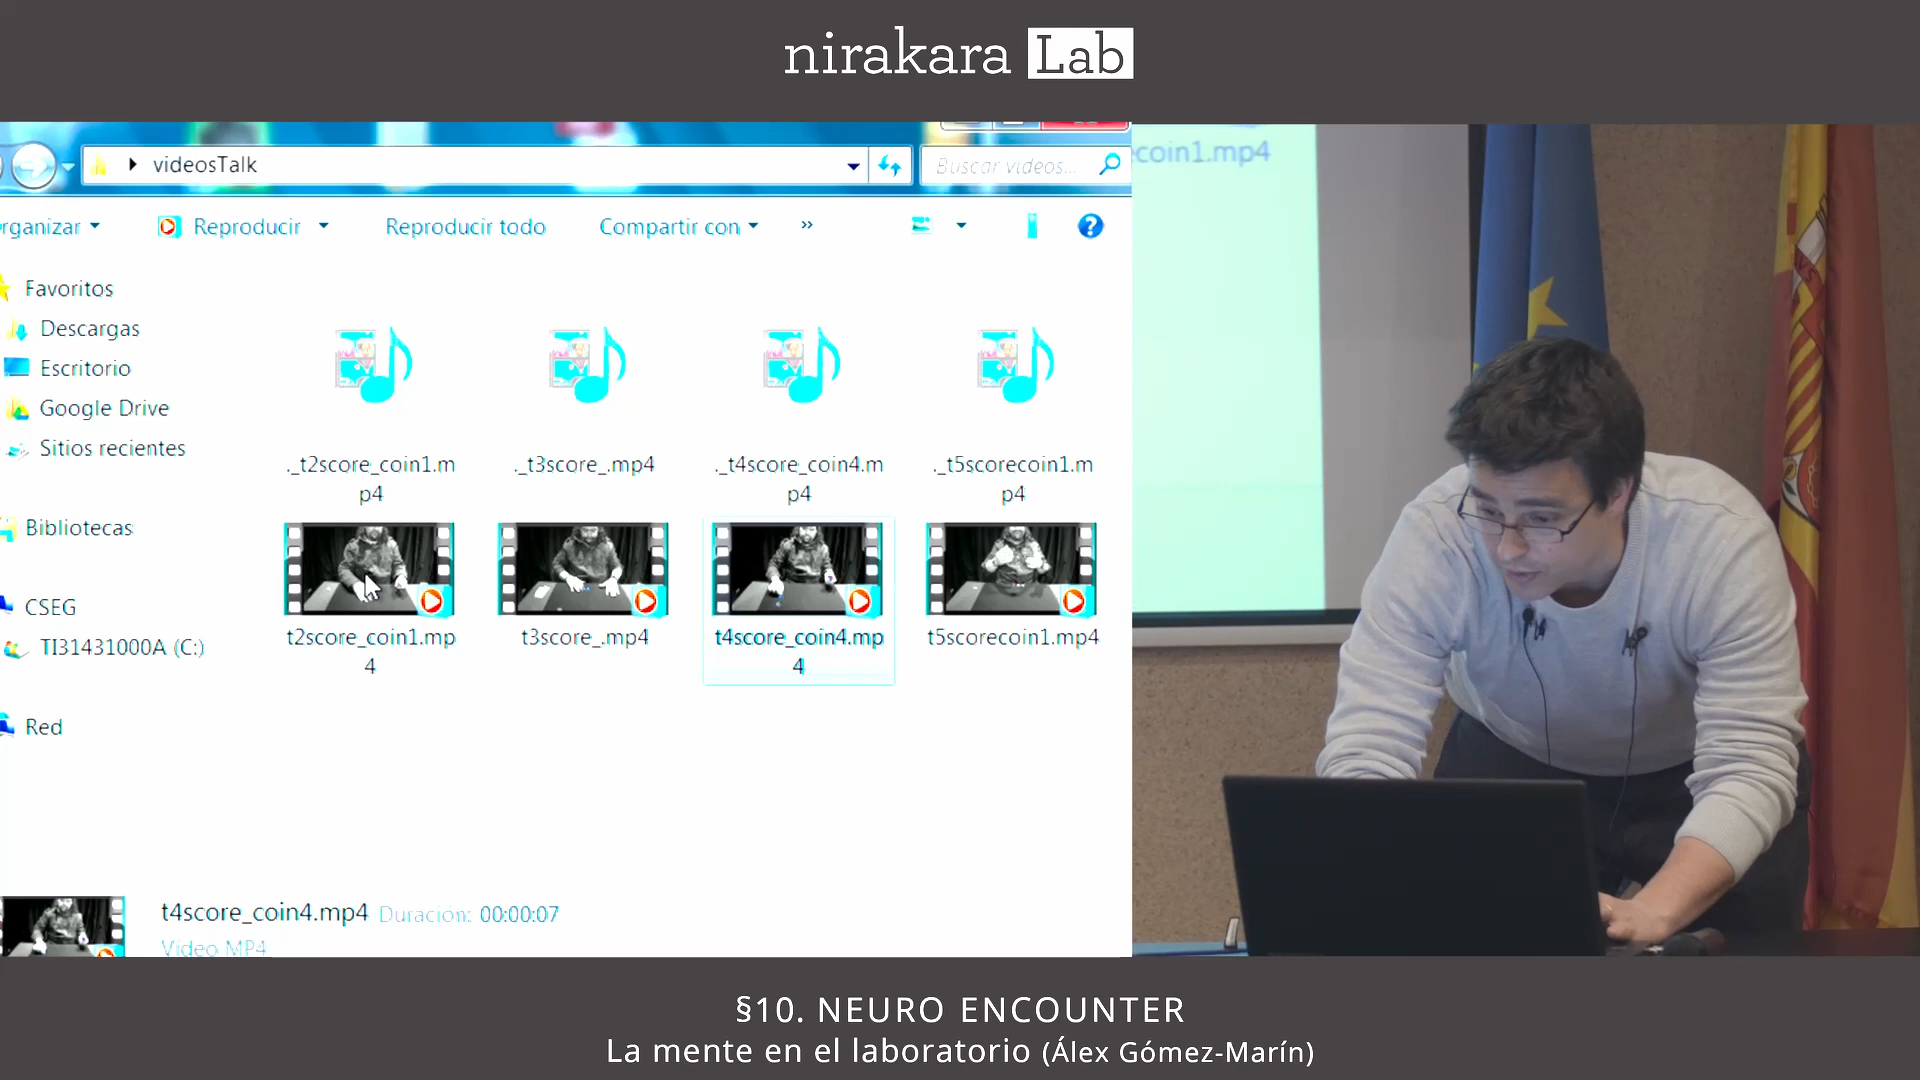 nirakara Lab
videosTalk
Buscar videos...
coin1.mp4
rganizar
Reproducir
Reproducir todo
Compartir con
»
?
Favoritos
Descargas
Escritorio
Google Drive
Sitios recientes
Bibliotecas
CSEG
TI31431000A (C:)
Red
._t2score_coin1.m
p4
._t3score_.mp4
._t4score_coin4.m
p4
._t5scorecoin1.m
p4
t2score_coin1.mp
4
t3score_.mp4
t4score_coin4.mp
4
t5scorecoin1.mp4
t4score_coin4.mp4 Duración: 00:00:07
Video MP4
§10. NEURO ENCOUNTER
La mente en el laboratorio (Álex Gómez-Marín)